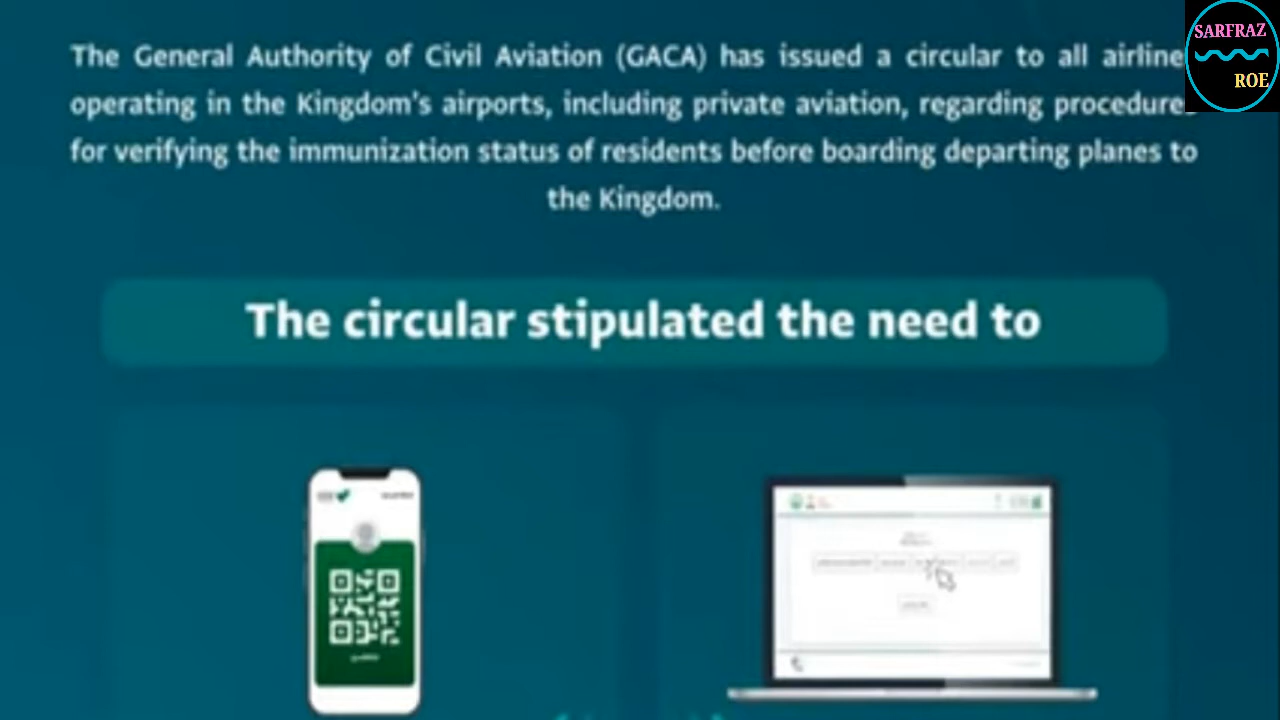 The General Authority of Civil Aviation (GACA) has issued a circular to all airline
operating in the Kingdom's airports, including private aviation, regarding procedure
for verifying the immunization status of residents before boarding departing planes to
the Kingdom.
The circular stipulated the need to
SARFRAZ
ROE